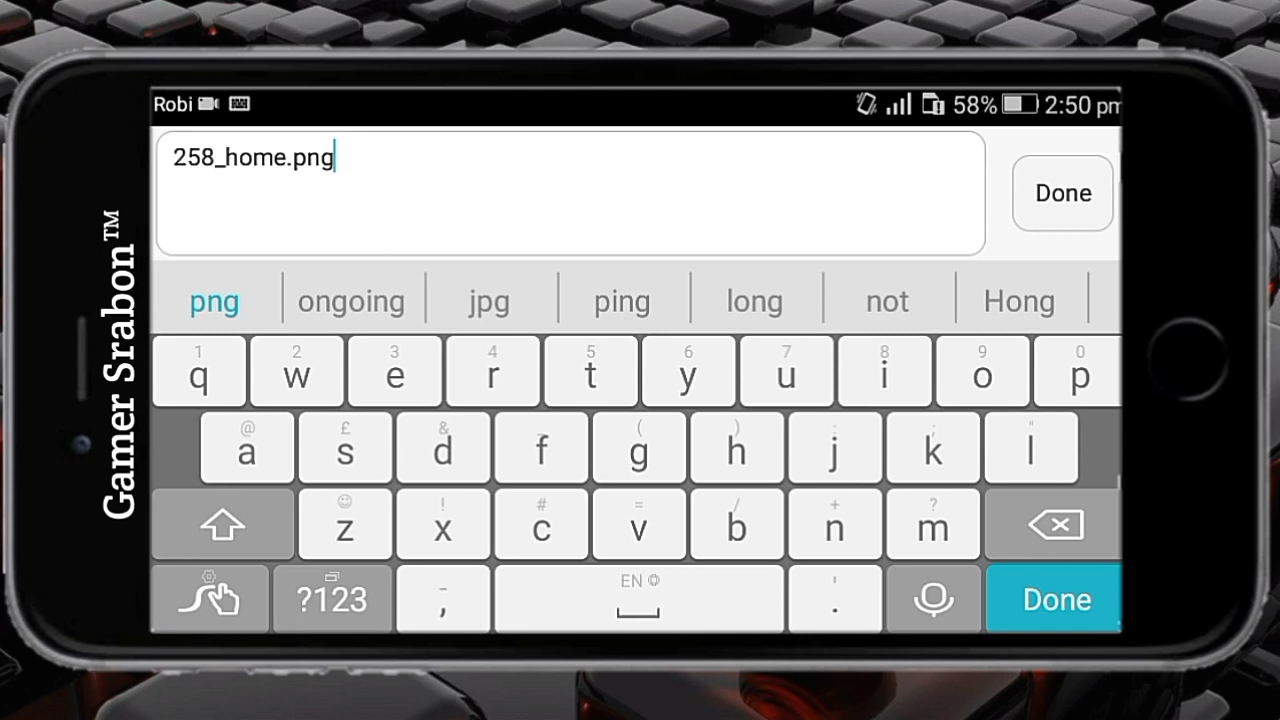 Robi 58% 2:50 pm
258_home.png
Done
Gamer Srabon™
png ongoing jpg ping long not Hong
1 2 3 4 5 6 7 8 9 0
q w e r t y u i o p
@ £ & ( ) : ; "
a s d f g h j k l
! # = / + ?
z x c v b n m
EN
?123 , . Done